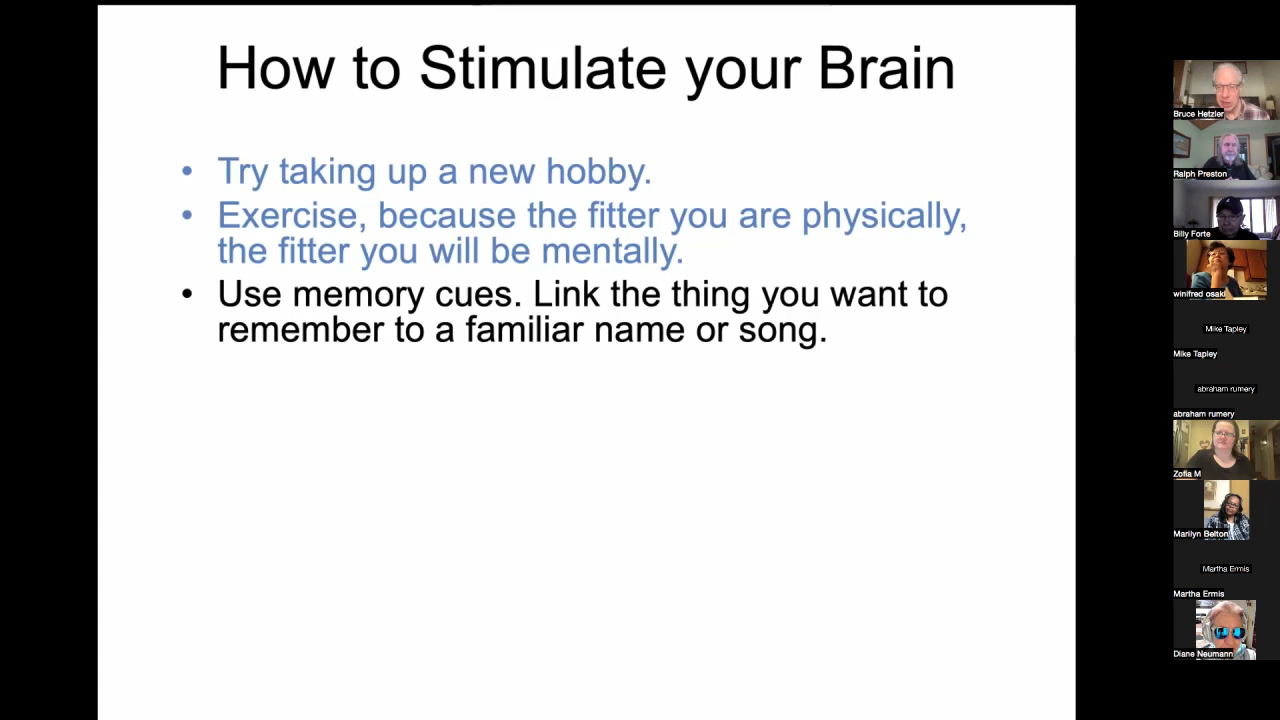 How to Stimulate your Brain
• Try taking up a new hobby.
• Exercise, because the fitter you are physically,
the fitter you will be mentally.
• Use memory cues. Link the thing you want to
remember to a familiar name or song.
Bruce Hetzler
Ralph Preston
Billy Forte
winifred osaki
Mike Tapley
Mike Tapley
abraham rumery
abraham rumery
Zofia M
Marilyn Belton
Martha Ermis
Martha Ermis
Diane Neumann